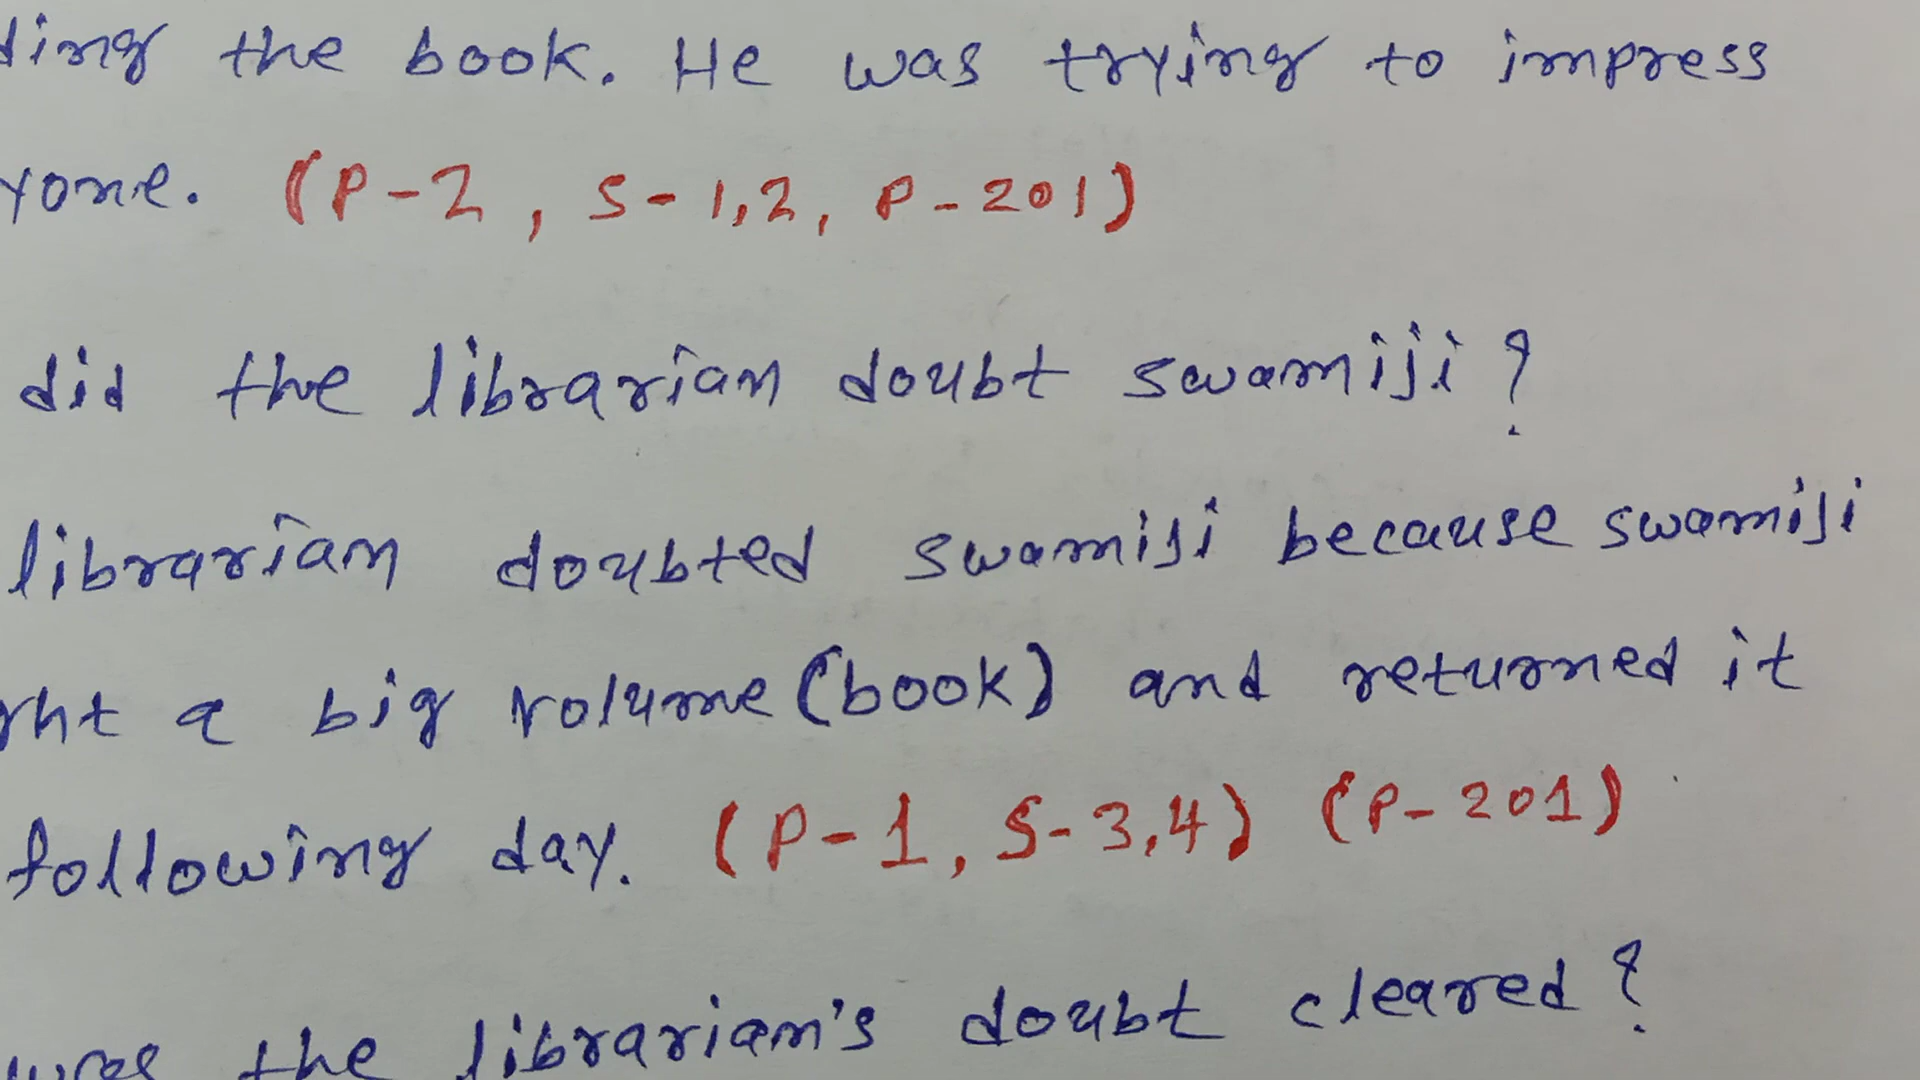 ding the book. He was trying to impress
yone. (P-2, S-1,2, P-201)
did the librarian doubt swamiji?
librarian doubted swamiji because swamiji
ght a big volume (book) and returned it
following day. (P-1, S-3,4) (P-201)
the librarian's doubt cleared?